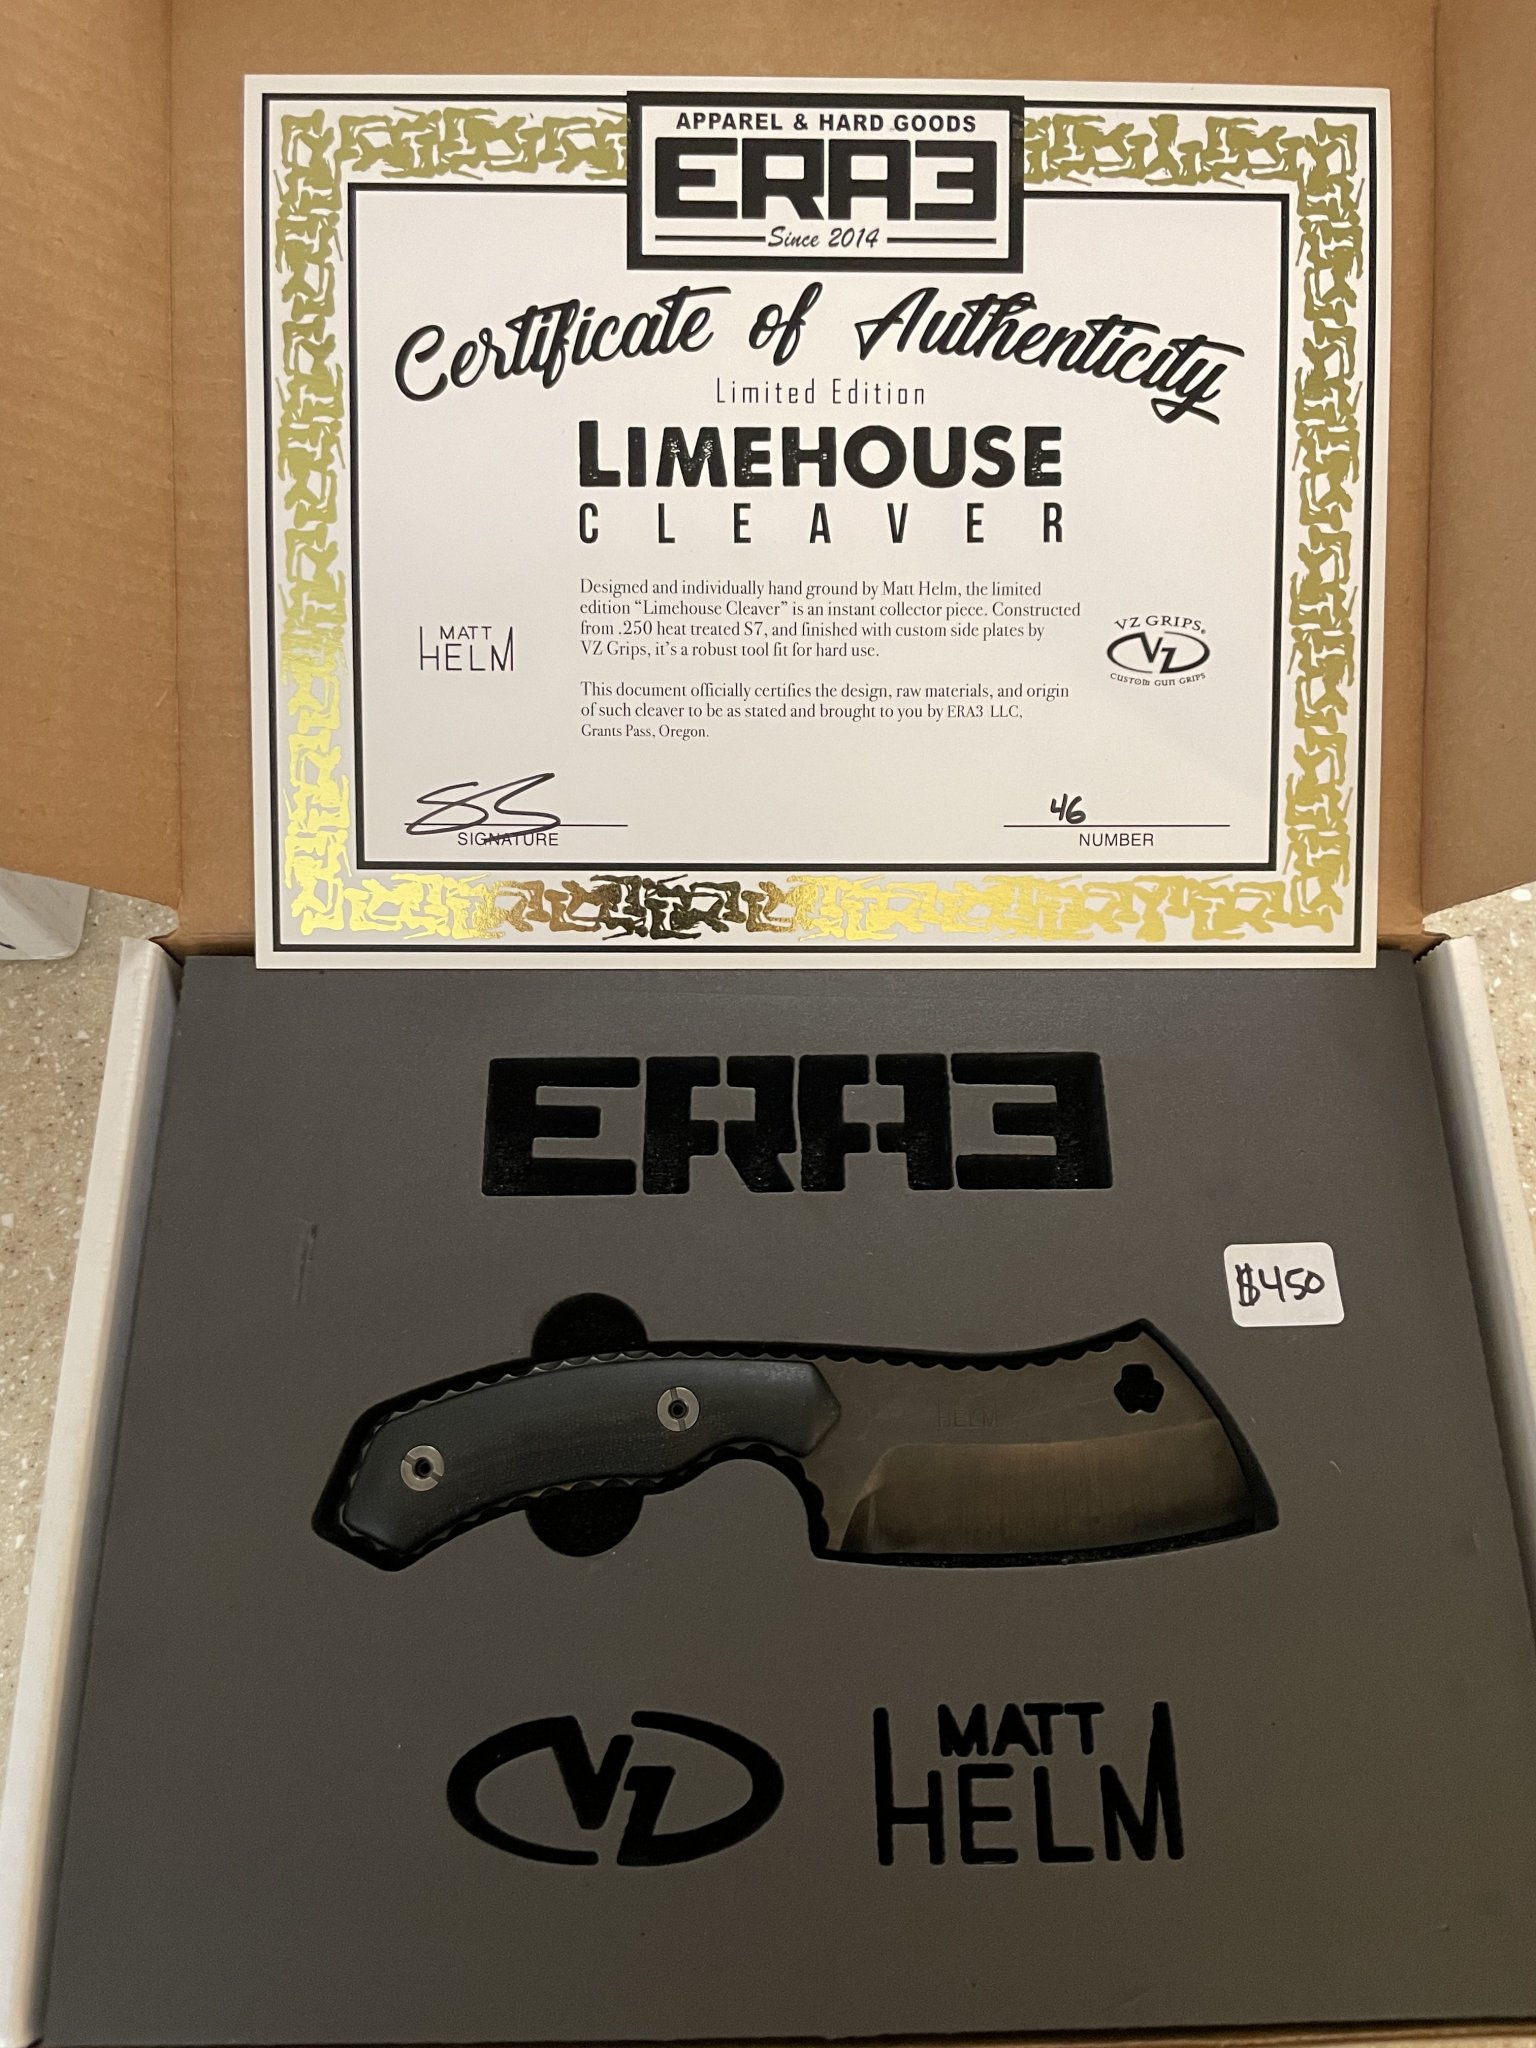 APPAREL & HARD GOODS
ERA3
Since 2014
Certificate of Authenticity
Limited Edition
LIMEHOUSE
CLEAVER
Designed and individually hand ground by Matt Helm, the limited
edition “Limehouse Cleaver” is an instant collector piece. Constructed
from .250 heat treated S7, and finished with custom side plates by
VZ Grips, it’s a robust tool fit for hard use.
MATT
HELM
VZ GRIPS®
VZ
CUSTOM GUN GRIPS
This document officially certifies the design, raw materials, and origin
of such cleaver to be as stated and brought to you by ERA3 LLC,
Grants Pass, Oregon.
46
SIGNATURE
NUMBER
ERA3
$450
HELM
VZ
MATT
HELM